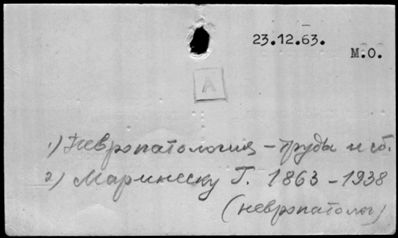 23.12.63.
М.О.
А
1) Невропатология – труды и сб.
2) Маринеску Г. 1863 – 1938
(невропатолог)